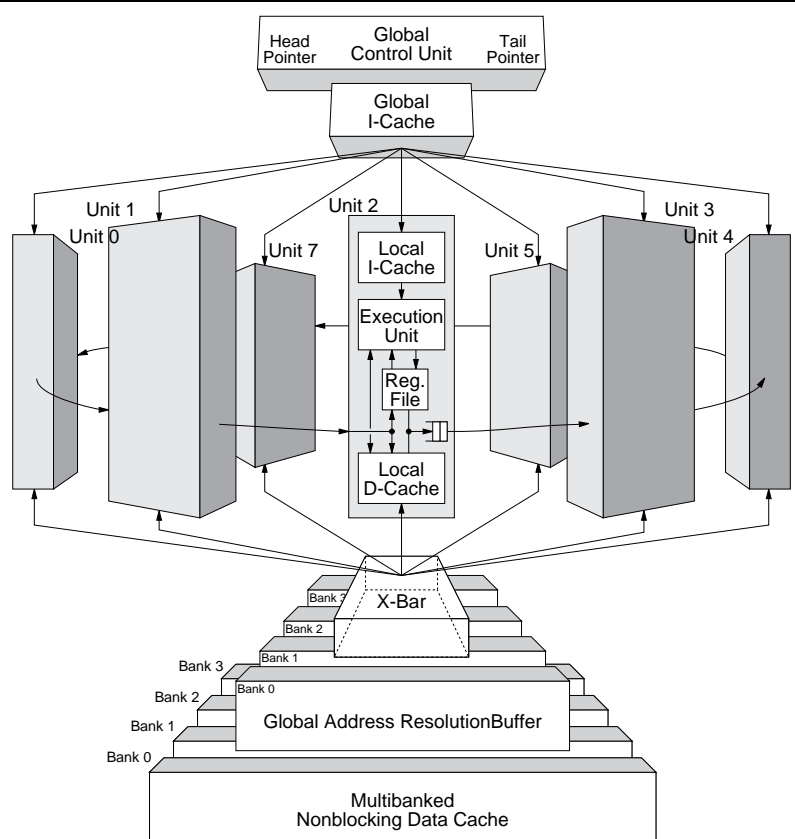 Head
Pointer
Global
Control Unit
Tail
Pointer
Global
I-Cache
Unit 1
Unit 2
Unit 3
Unit 0
Unit 4
Unit 7
Unit 5
Local
I-Cache
Execution
Unit
Reg.
File
Local
D-Cache
X-Bar
Bank 3
Bank 2
Bank 1
Bank 3
Bank 0
Bank 2
Global Address ResolutionBuffer
Bank 1
Bank 0
Multibanked
Nonblocking Data Cache